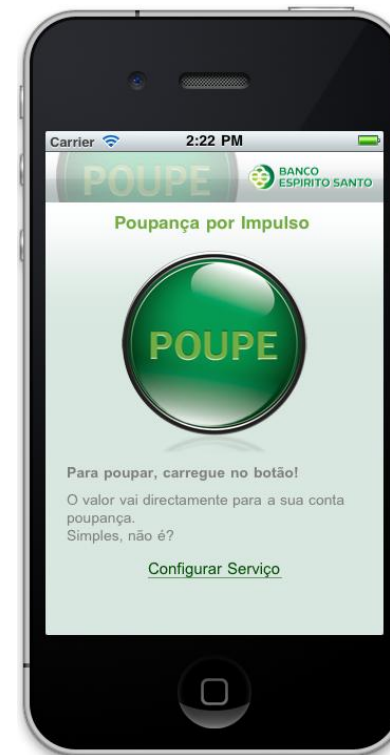 Carrier 2:22 PM
POUPE
BANCO
ESPIRITO SANTO
Poupança por Impulso
POUPE
Para poupar, carregue no botão!
O valor vai directamente para a sua conta
poupança.
Simples, não é?
Configurar Serviço